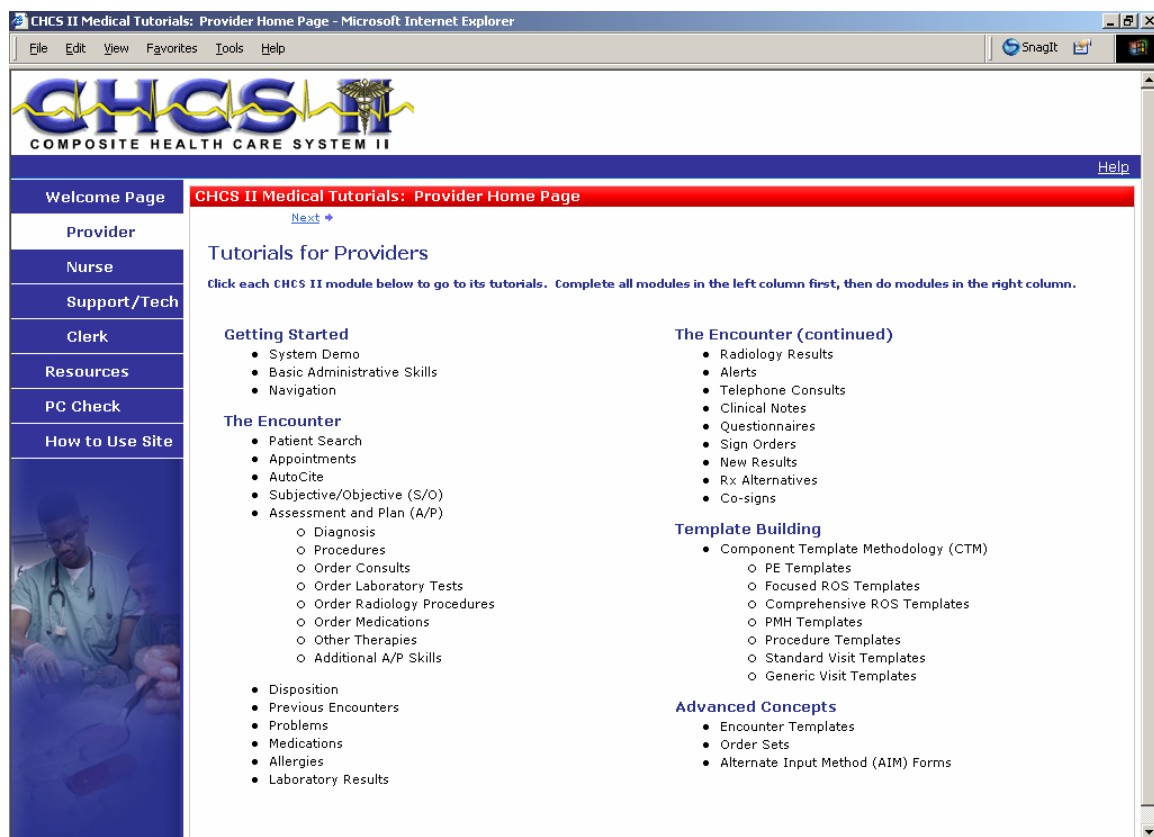 CHCS II Medical Tutorials: Provider Home Page - Microsoft Internet Explorer
File Edit View Favorites Tools Help
SnagIt
CHCS II
COMPOSITE HEALTH CARE SYSTEM II
Help
Welcome Page
Provider
Nurse
Support/Tech
Clerk
Resources
PC Check
How to Use Site
CHCS II Medical Tutorials: Provider Home Page
Next
Tutorials for Providers
Click each CHCS II module below to go to its tutorials. Complete all modules in the left column first, then do modules in the right column.
Getting Started
System Demo
Basic Administrative Skills
Navigation
The Encounter
Patient Search
Appointments
AutoCite
Subjective/Objective (S/O)
Assessment and Plan (A/P)
Diagnosis
Procedures
Order Consults
Order Laboratory Tests
Order Radiology Procedures
Order Medications
Other Therapies
Additional A/P Skills
Disposition
Previous Encounters
Problems
Medications
Allergies
Laboratory Results
The Encounter (continued)
Radiology Results
Alerts
Telephone Consults
Clinical Notes
Questionnaires
Sign Orders
New Results
Rx Alternatives
Co-signs
Template Building
Component Template Methodology (CTM)
PE Templates
Focused ROS Templates
Comprehensive ROS Templates
PMH Templates
Procedure Templates
Standard Visit Templates
Generic Visit Templates
Advanced Concepts
Encounter Templates
Order Sets
Alternate Input Method (AIM) Forms